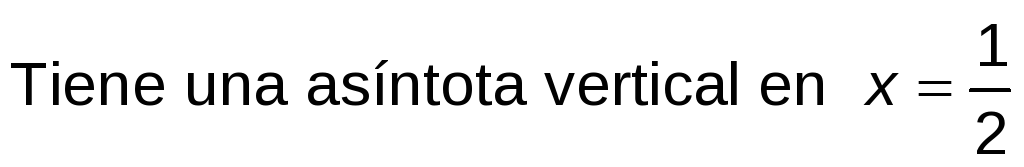 Tiene una asíntota vertical en x = 1/2